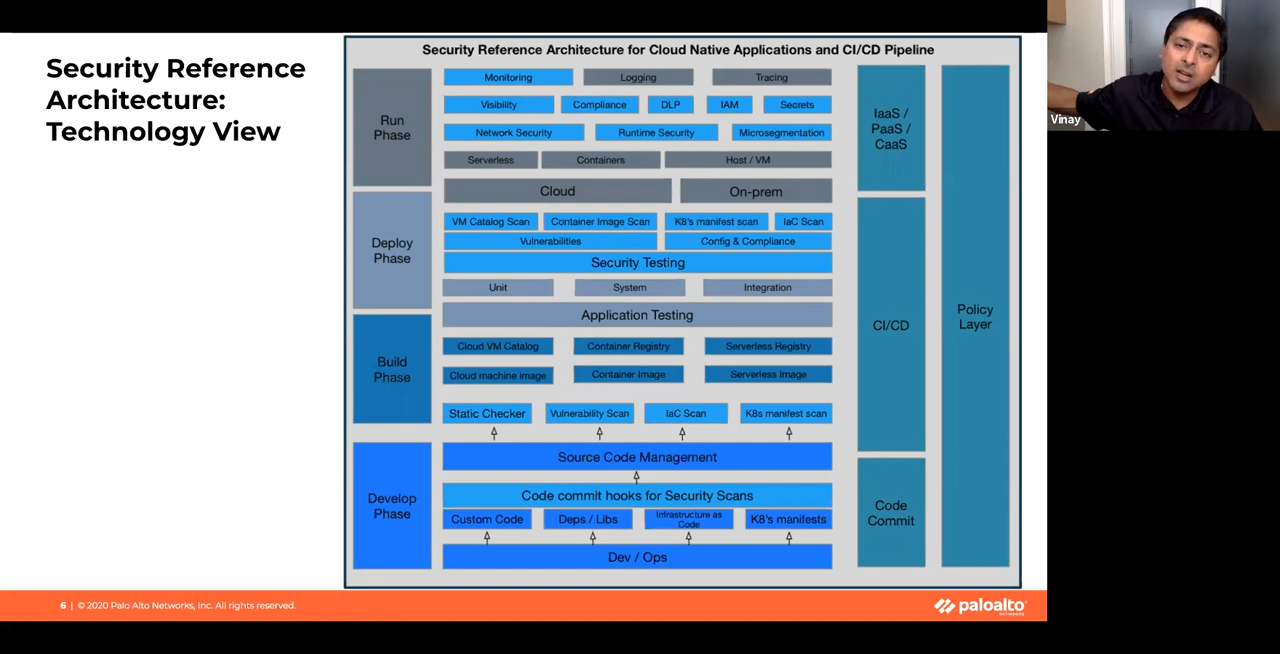 Security Reference
Architecture:
Technology View
Security Reference Architecture for Cloud Native Applications and CI/CD Pipeline
Run
Phase
Monitoring
Logging
Tracing
Visibility
Compliance
DLP
IAM
Secrets
Network Security
Runtime Security
Microsegmentation
Serverless
Containers
Host / VM
Cloud
On-prem
Deploy
Phase
VM Catalog Scan
Container Image Scan
K8's manifest scan
IaC Scan
Vulnerabilities
Config & Compliance
Security Testing
Unit
System
Integration
Application Testing
Build
Phase
Cloud VM Catalog
Container Registry
Serverless Registry
Cloud machine image
Container Image
Serverless Image
Static Checker
Vulnerability Scan
IaC Scan
K8s manifest scan
Develop
Phase
Source Code Management
Code commit hooks for Security Scans
Custom Code
Deps / Libs
Infrastructure as
Code
K8's manifests
Dev / Ops
IaaS /
PaaS /
CaaS
CI/CD
Code
Commit
Policy
Layer
Vinay
6 | © 2020 Palo Alto Networks, Inc. All rights reserved.
paloalto
NETWORKS